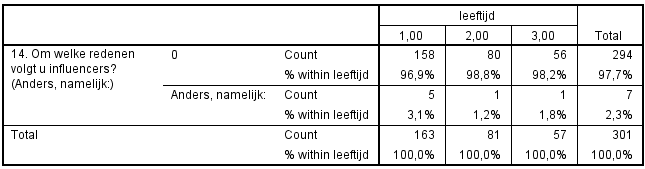 leeftijd
1,00 2,00 3,00 Total
14. Om welke redenen 0 Count 158 80 56 294
volgt u influencers? % within leeftijd 96,9% 98,8% 98,2% 97,7%
(Anders, namelijk:) Anders, namelijk: Count 5 1 1 7
% within leeftijd 3,1% 1,2% 1,8% 2,3%
Total Count 163 81 57 301
% within leeftijd 100,0% 100,0% 100,0% 100,0%